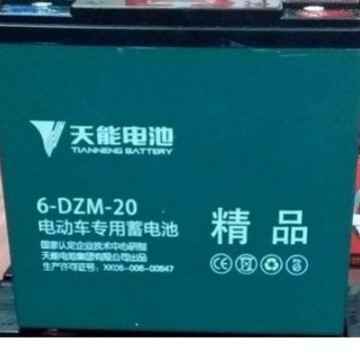 天能电池
TIANNENG BATTERY
6-DZM-20
电动车专用蓄电池
精品
国家认定企业技术中心研制
天能电池集团有限公司出品
生产许可证号：XK06-006-00647